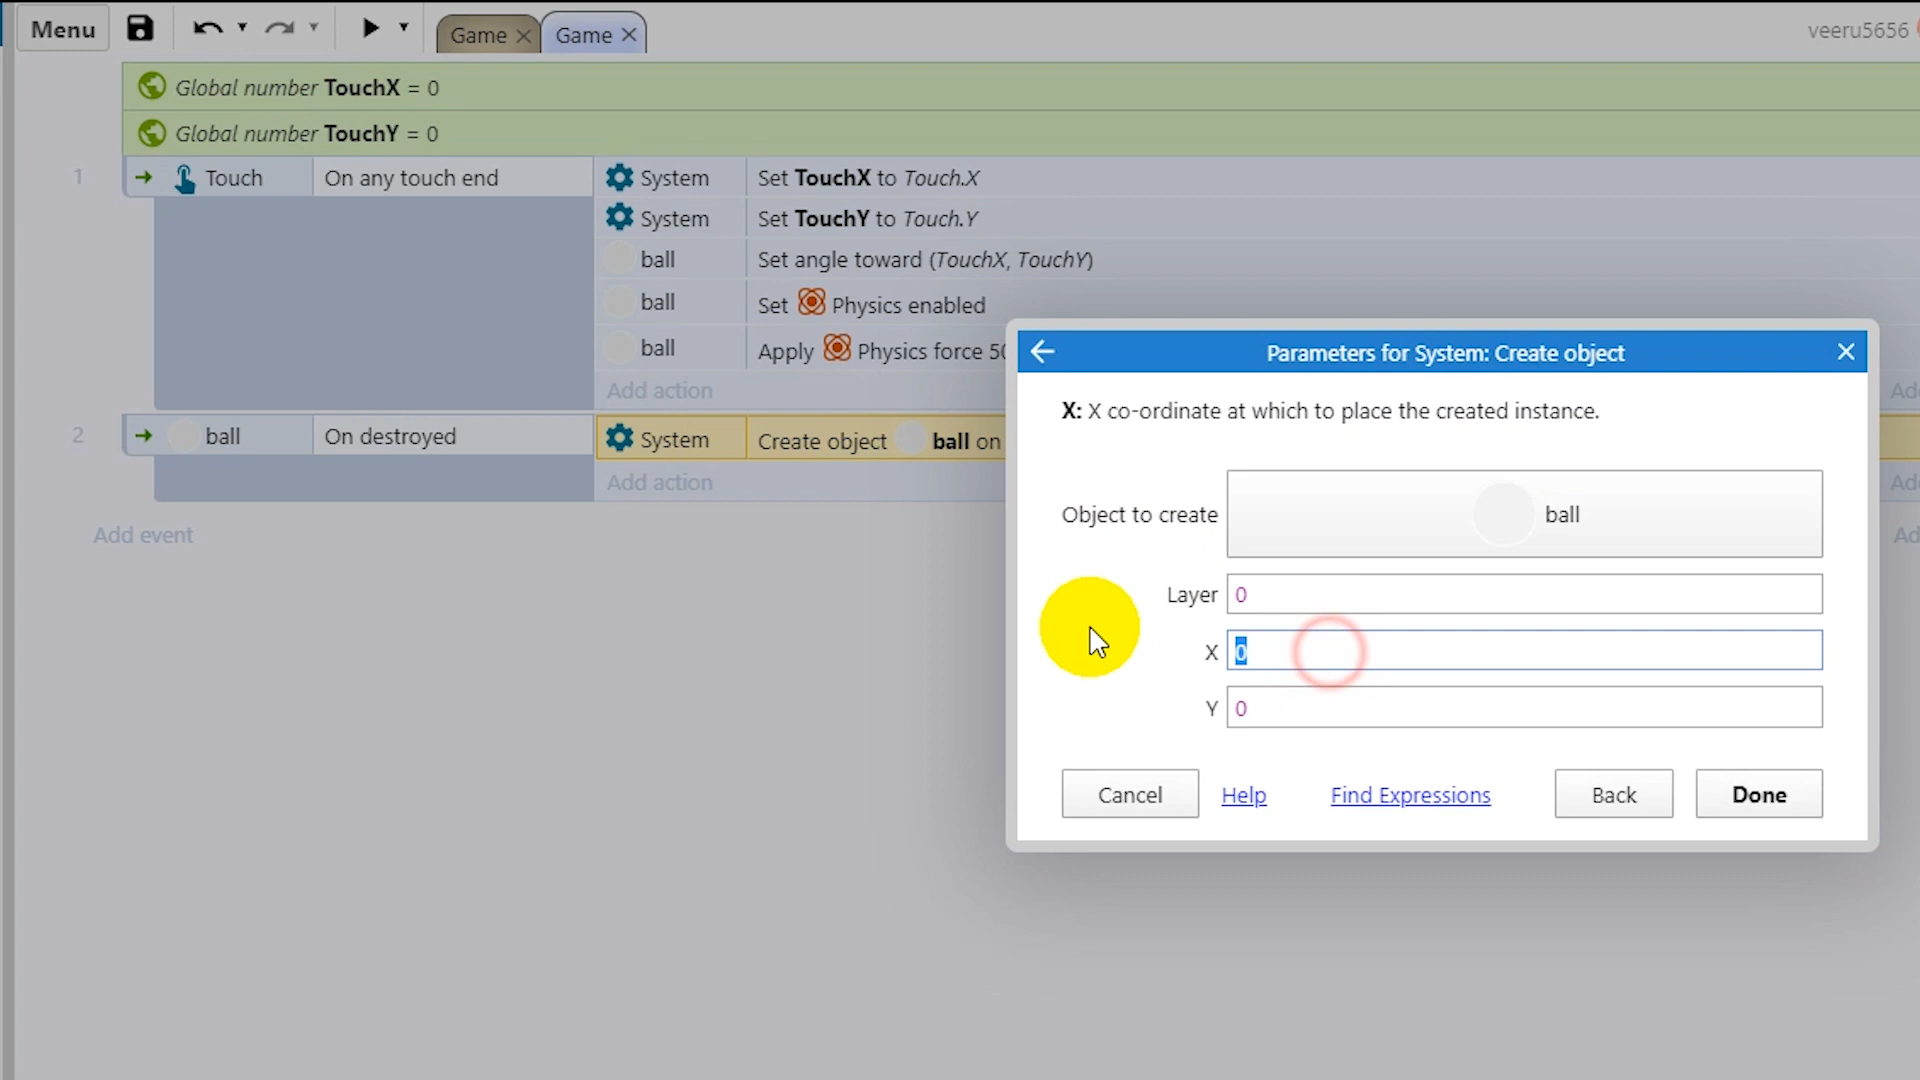 Menu
Game
Game
veeru5656
Global number TouchX = 0
Global number TouchY = 0
1
Touch
On any touch end
System
Set TouchX to Touch.X
System
Set TouchY to Touch.Y
ball
Set angle toward (TouchX, TouchY)
ball
Set Physics enabled
ball
Apply Physics force 50
Add action
2
ball
On destroyed
System
Create object ball on
Add action
Add event
Parameters for System: Create object
X: X co-ordinate at which to place the created instance.
Object to create
ball
Layer
0
X
0
Y
0
Cancel
Help
Find Expressions
Back
Done